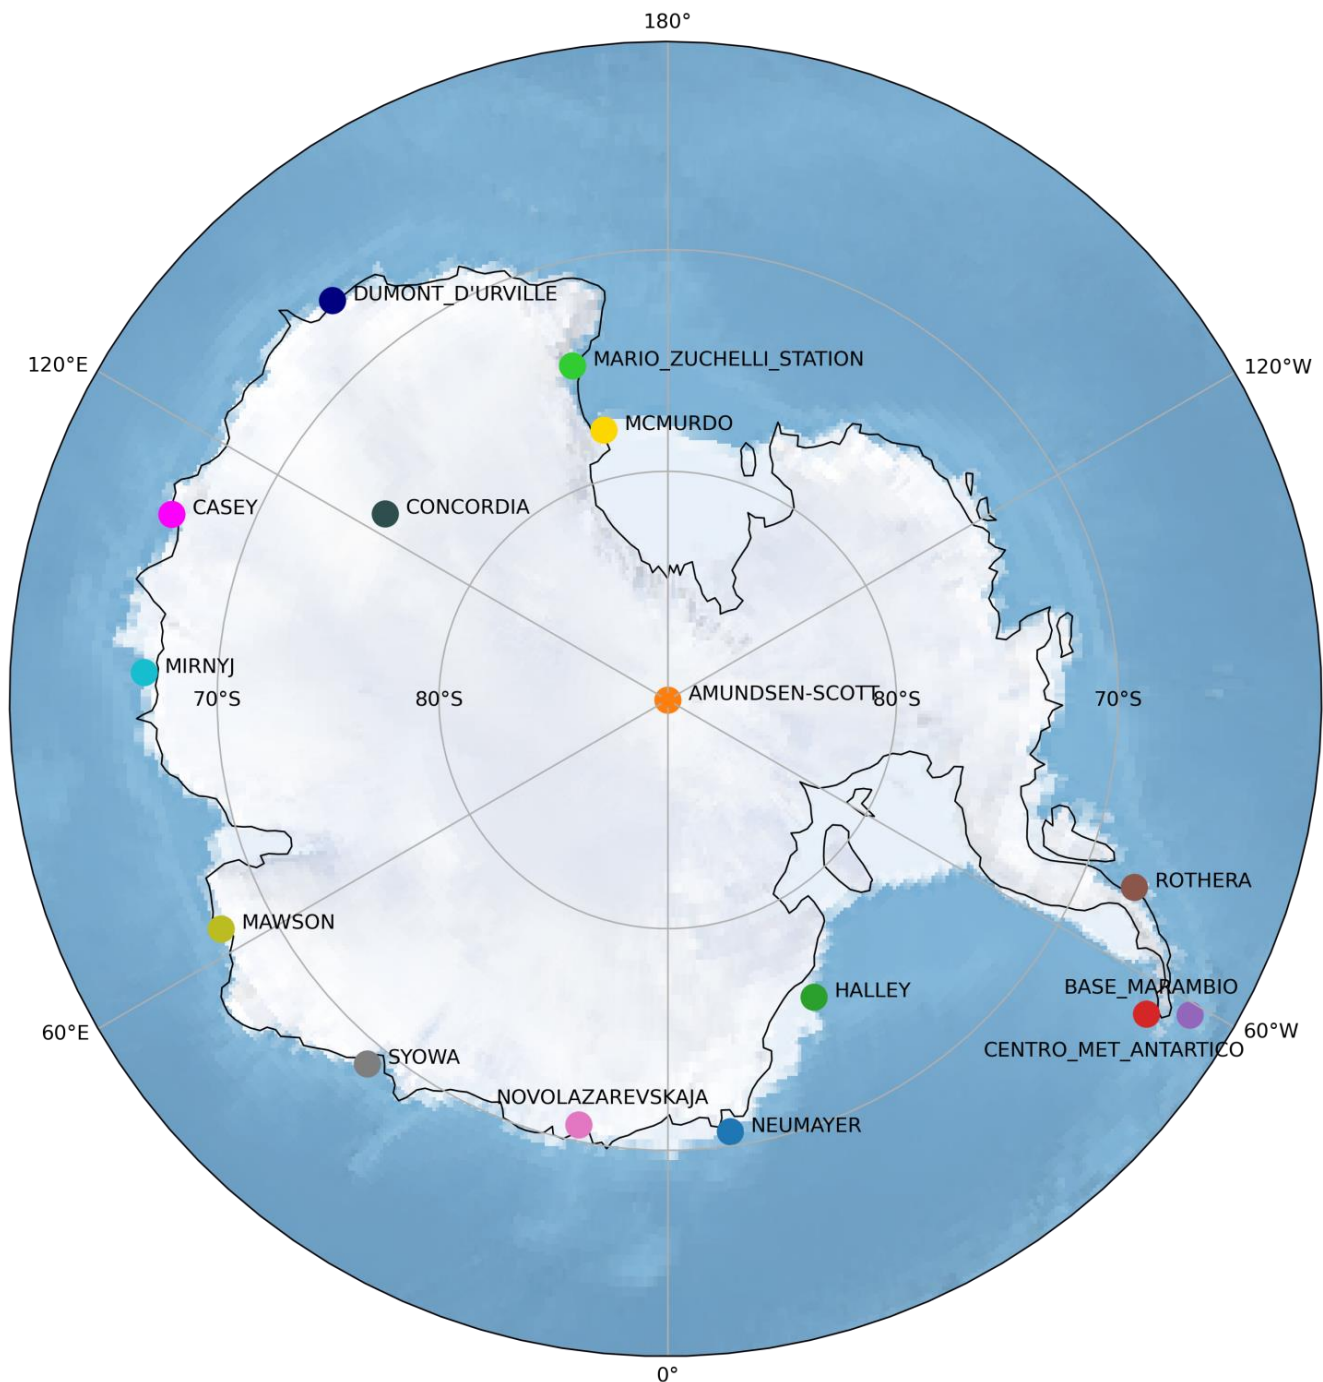 180°
DUMONT_D'URVILLE
MARIO_ZUCHELLI_STATION
120°E
120°W
MCMURDO
CASEY
CONCORDIA
MIRNYJ
70°S
80°S
AMUNDSEN-SCOTT
80°S
70°S
ROTHERA
MAWSON
HALLEY
BASE_MARAMBIO
60°E
60°W
CENTRO_MET_ANTARTICO
SYOWA
NOVOLAZAREVSKAJA
NEUMAYER
0°